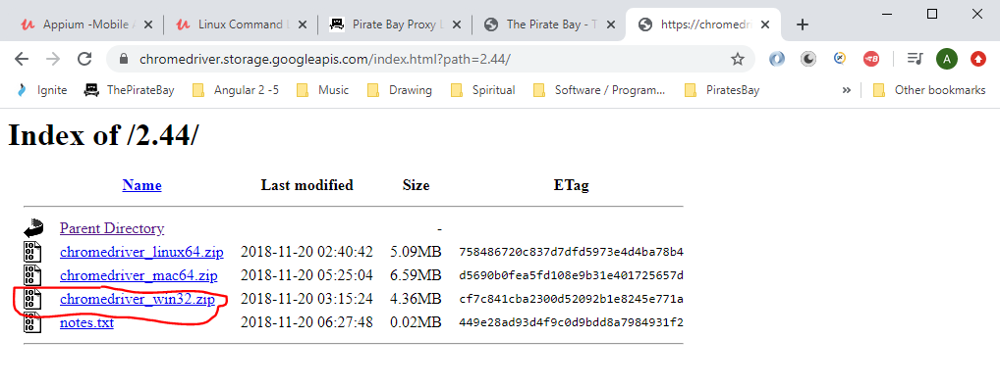 Appium -Mobile A
Linux Command L
Pirate Bay Proxy L
The Pirate Bay - T
https://chromedri
chromedriver.storage.googleapis.com/index.html?path=2.44/
A
Ignite
ThePirateBay
Angular 2 -5
Music
Drawing
Spiritual
Software / Program...
PiratesBay
»
Other bookmarks
Index of /2.44/
Name Last modified Size ETag
Parent Directory -
chromedriver_linux64.zip 2018-11-20 02:40:42 5.09MB 758486720c837d7dfd5973e4d4ba78b4
chromedriver_mac64.zip 2018-11-20 05:25:04 6.59MB d5690b0fea5fd108e9b31e401725657d
chromedriver_win32.zip 2018-11-20 03:15:24 4.36MB cf7c841cba2300d52092b1e8245e771a
notes.txt 2018-11-20 06:27:48 0.02MB 449e28ad93d4f9c0d9bdd8a7984931f2